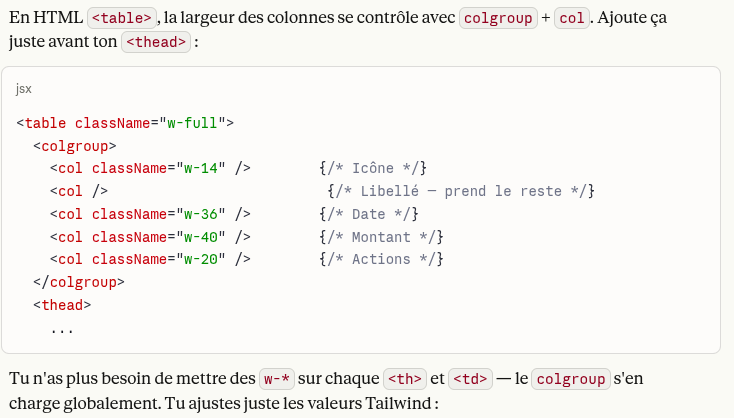 En HTML <table>, la largeur des colonnes se contrôle avec colgroup + col. Ajoute ça
juste avant ton <thead> :
jsx
<table className="w-full">
  <colgroup>
    <col className="w-14" />        {/* Icône */}
    <col />                          {/* Libellé — prend le reste */}
    <col className="w-36" />        {/* Date */}
    <col className="w-40" />        {/* Montant */}
    <col className="w-20" />        {/* Actions */}
  </colgroup>
  <thead>
    ...
Tu n'as plus besoin de mettre des w-* sur chaque <th> et <td> — le colgroup s'en
charge globalement. Tu ajustes juste les valeurs Tailwind :